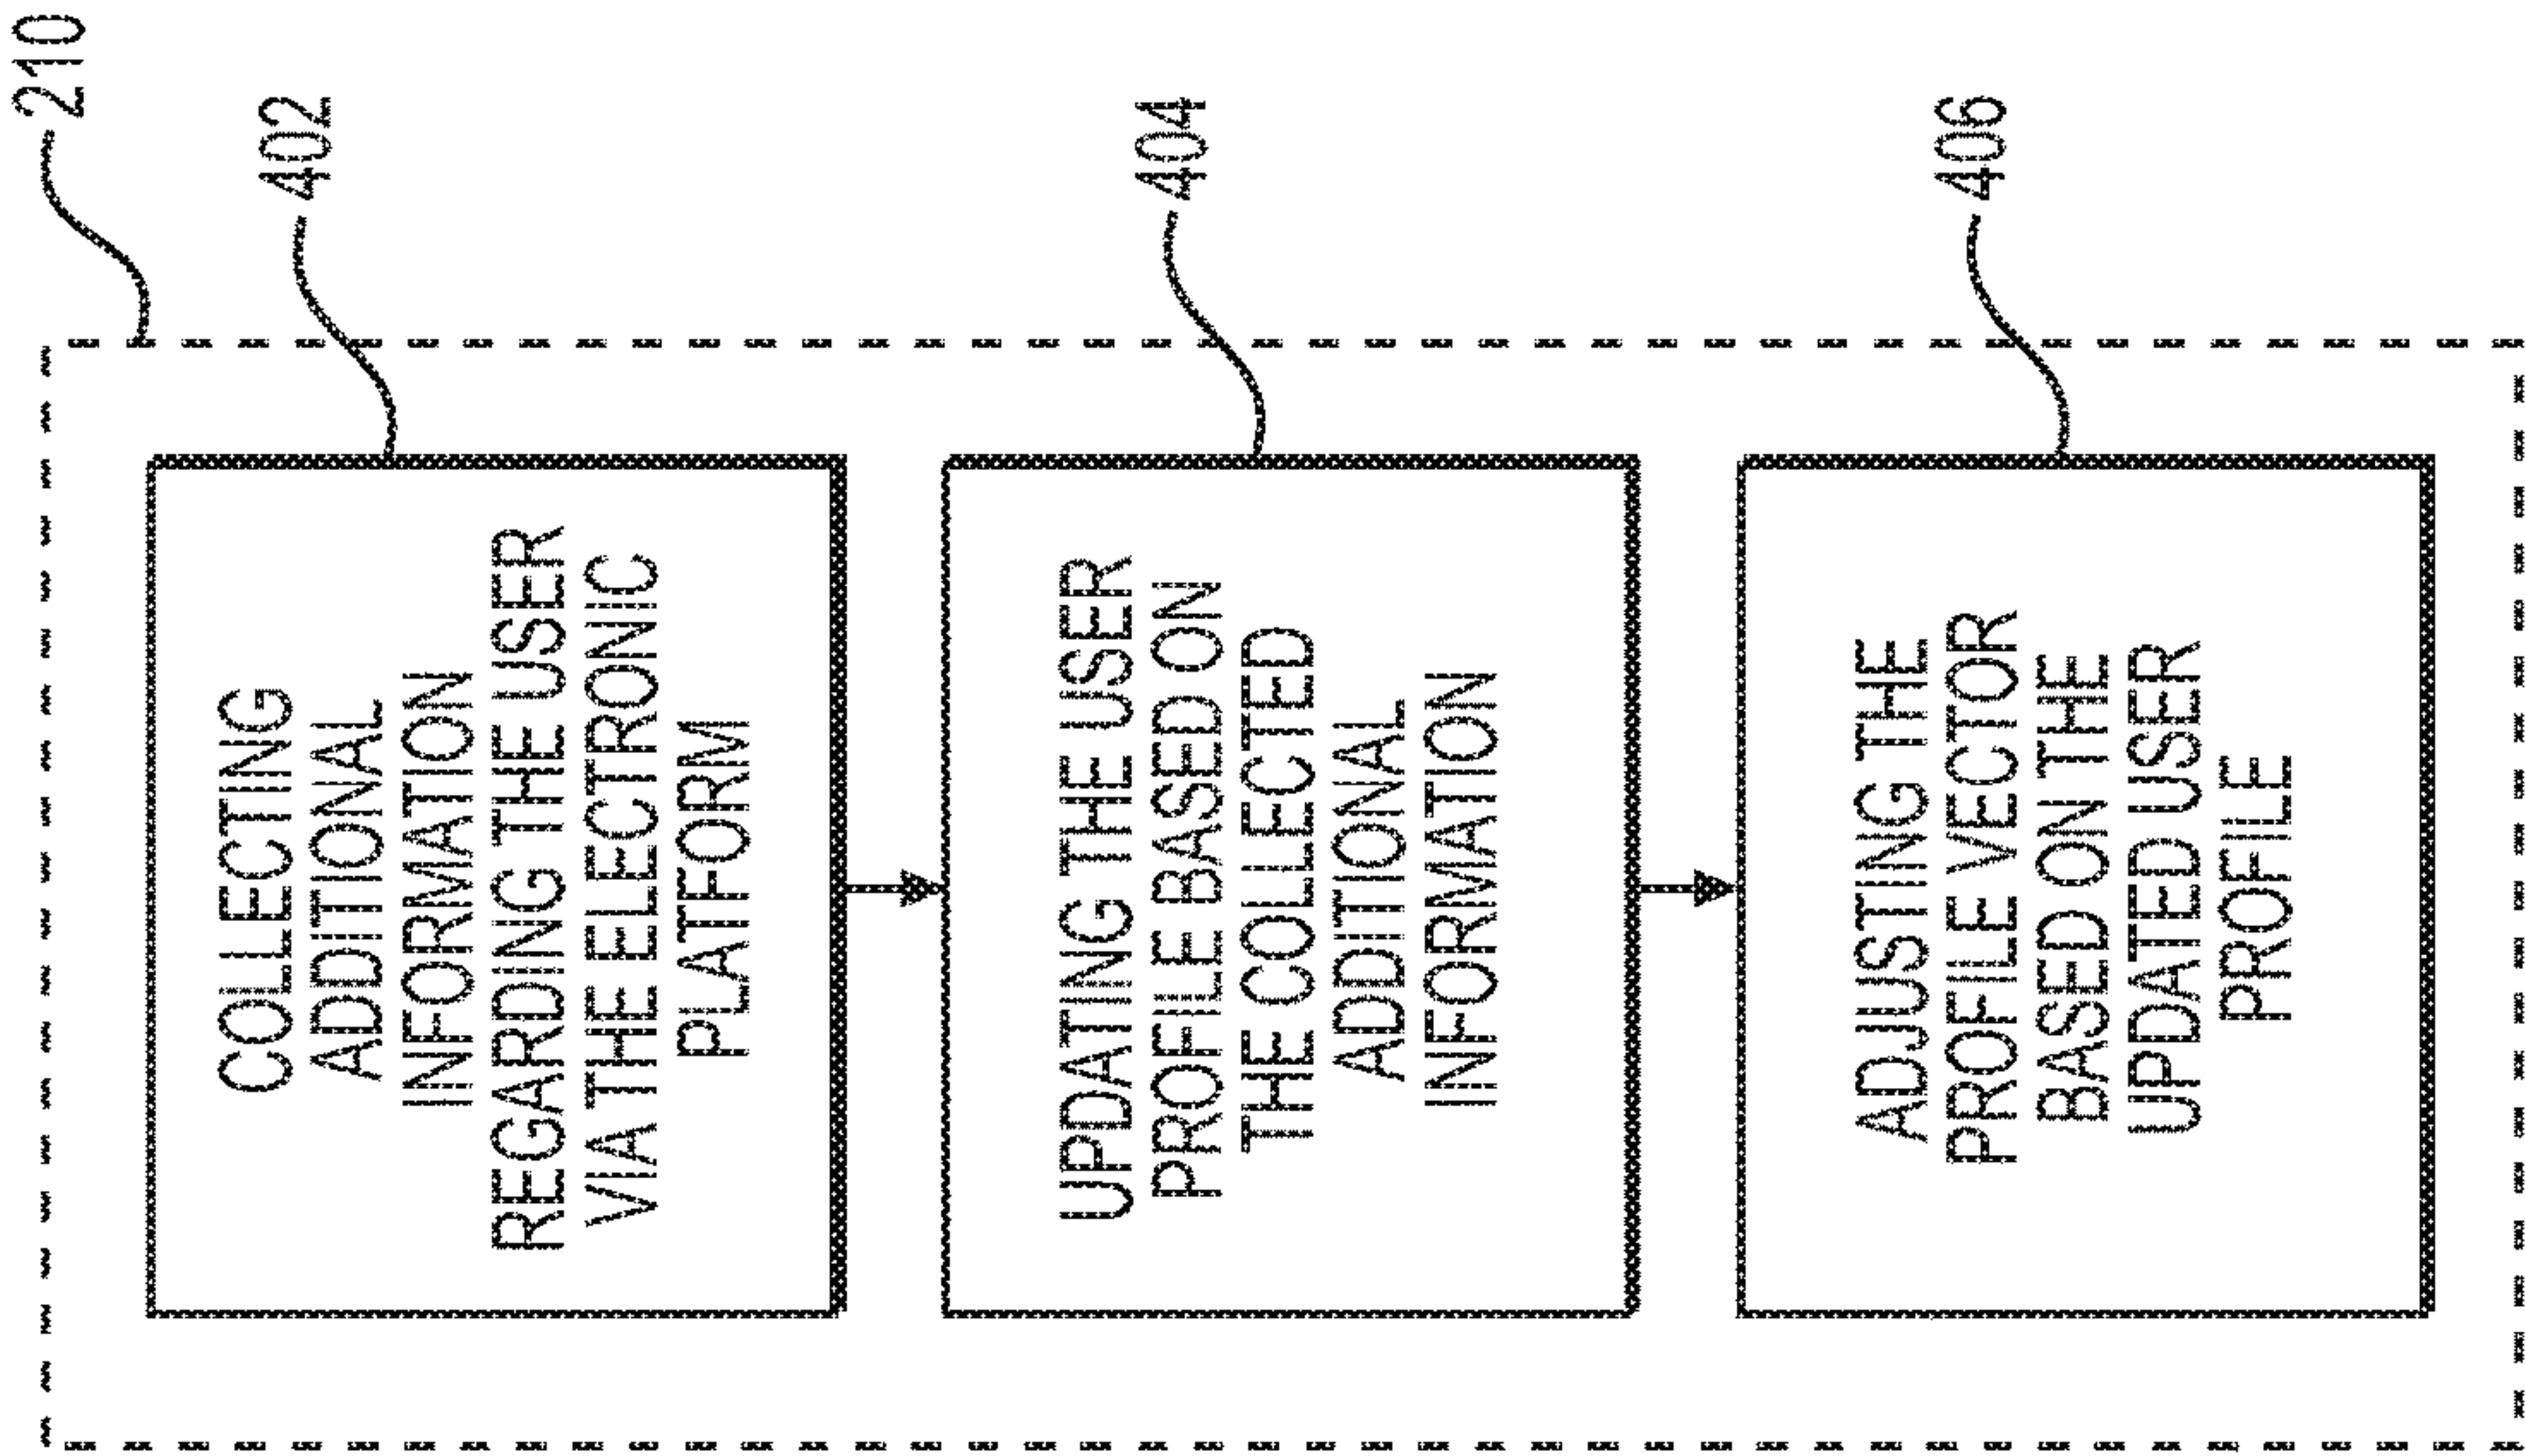 210
402
COLLECTING
ADDITIONAL
INFORMATION
REGARDING THE USER
VIA THE ELECTRONIC
PLATFORM
404
UPDATING THE USER
PROFILE BASED ON
THE COLLECTED
ADDITIONAL
INFORMATION
406
ADJUSTING THE
PROFILE VECTOR
BASED ON THE
UPDATED USER
PROFILE